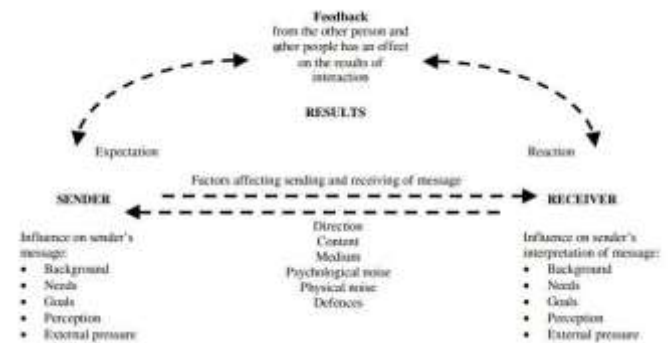 Feedback
from the other person and
other people has an effect
on the results of
interaction
RESULTS
Expectation
Reaction
Factors affecting sending and receiving of message
SENDER
RECEIVER
Direction
Content
Medium
Psychological noise
Physical noise
Defences
Influence on sender's
message:
• Background
• Needs
• Goals
• Perception
• External pressure
Influence on sender's
interpretation of message:
• Background
• Needs
• Goals
• Perception
• External pressure